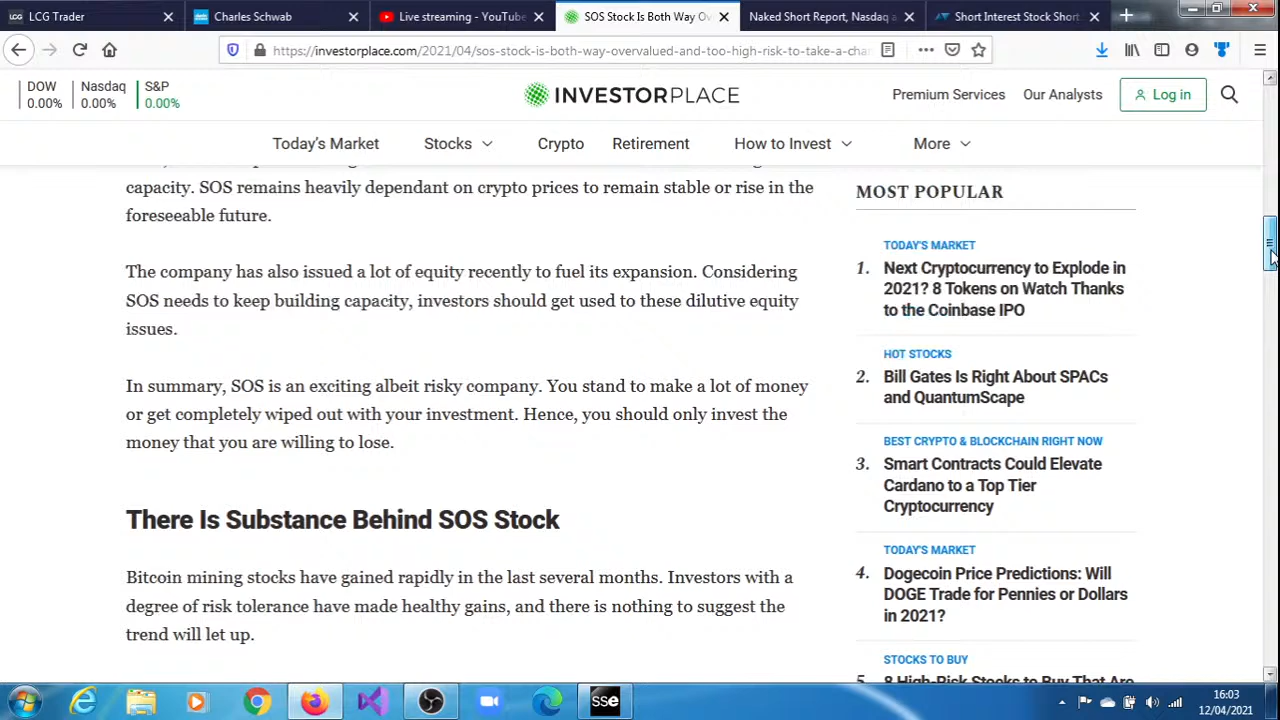 LCG Trader
Charles Schwab
Live streaming - YouTube
SOS Stock Is Both Way Ov
Naked Short Report, Nasdaq a
Short Interest Stock Short
https://investorplace.com/2021/04/sos-stock-is-both-way-overvalued-and-too-high-risk-to-take-a-cha
DOW
0.00%
Nasdaq
0.00%
S&P
0.00%
INVESTORPLACE
Premium Services
Our Analysts
Log in
Today's Market
Stocks
Crypto
Retirement
How to Invest
More
capacity. SOS remains heavily dependant on crypto prices to remain stable or rise in the
foreseeable future.
The company has also issued a lot of equity recently to fuel its expansion. Considering
SOS needs to keep building capacity, investors should get used to these dilutive equity
issues.
In summary, SOS is an exciting albeit risky company. You stand to make a lot of money
or get completely wiped out with your investment. Hence, you should only invest the
money that you are willing to lose.
There Is Substance Behind SOS Stock
Bitcoin mining stocks have gained rapidly in the last several months. Investors with a
degree of risk tolerance have made healthy gains, and there is nothing to suggest the
trend will let up.
MOST POPULAR
TODAY'S MARKET
1. Next Cryptocurrency to Explode in
2021? 8 Tokens on Watch Thanks
to the Coinbase IPO
HOT STOCKS
2. Bill Gates Is Right About SPACs
and QuantumScape
BEST CRYPTO & BLOCKCHAIN RIGHT NOW
3. Smart Contracts Could Elevate
Cardano to a Top Tier
Cryptocurrency
TODAY'S MARKET
4. Dogecoin Price Predictions: Will
DOGE Trade for Pennies or Dollars
in 2021?
STOCKS TO BUY
5. 8 High-Risk Stocks to Buy That Are
SSE
16:03
12/04/2021